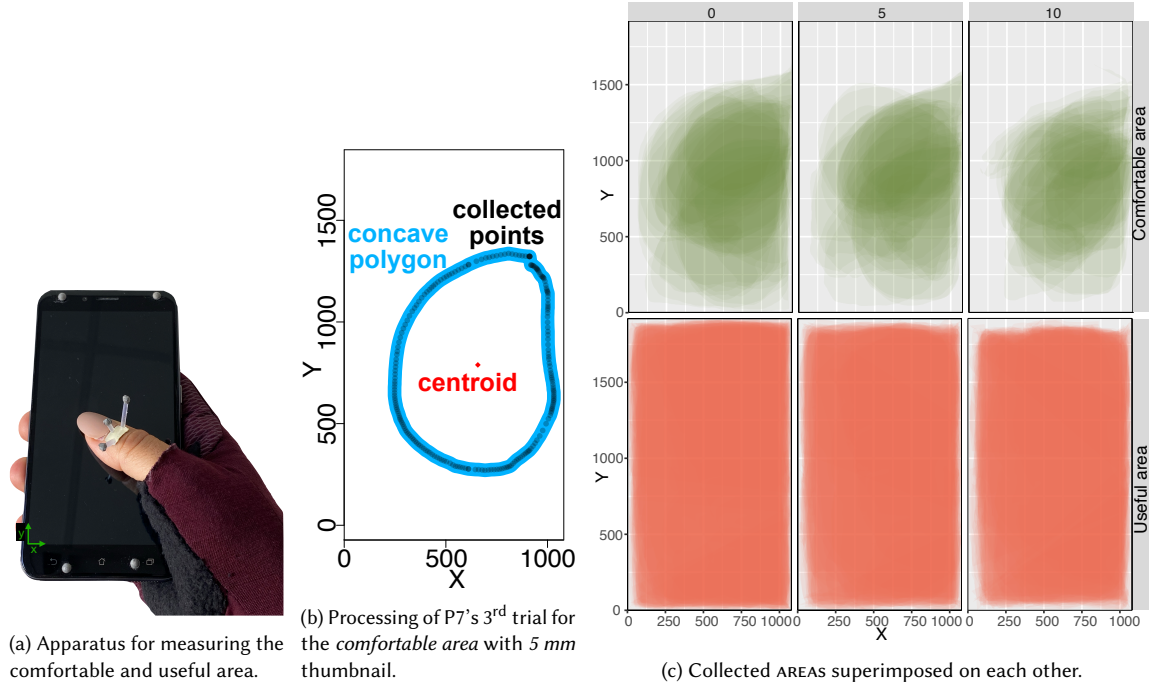 y
x
(a) Apparatus for measuring the
comfortable and useful area.
collected
points
concave
polygon
centroid
1500
1000
500
0
Y
0 500 1000
X
(b) Processing of P7's 3rd trial for
the comfortable area with 5 mm
thumbnail.
0 5 10
1500
1000
500
0
Y
Comfortable area
1500
1000
500
0
Y
Useful area
0 250 500 750 1000 0 250 500 750 1000 0 250 500 750 1000
X
(c) Collected AREAs superimposed on each other.